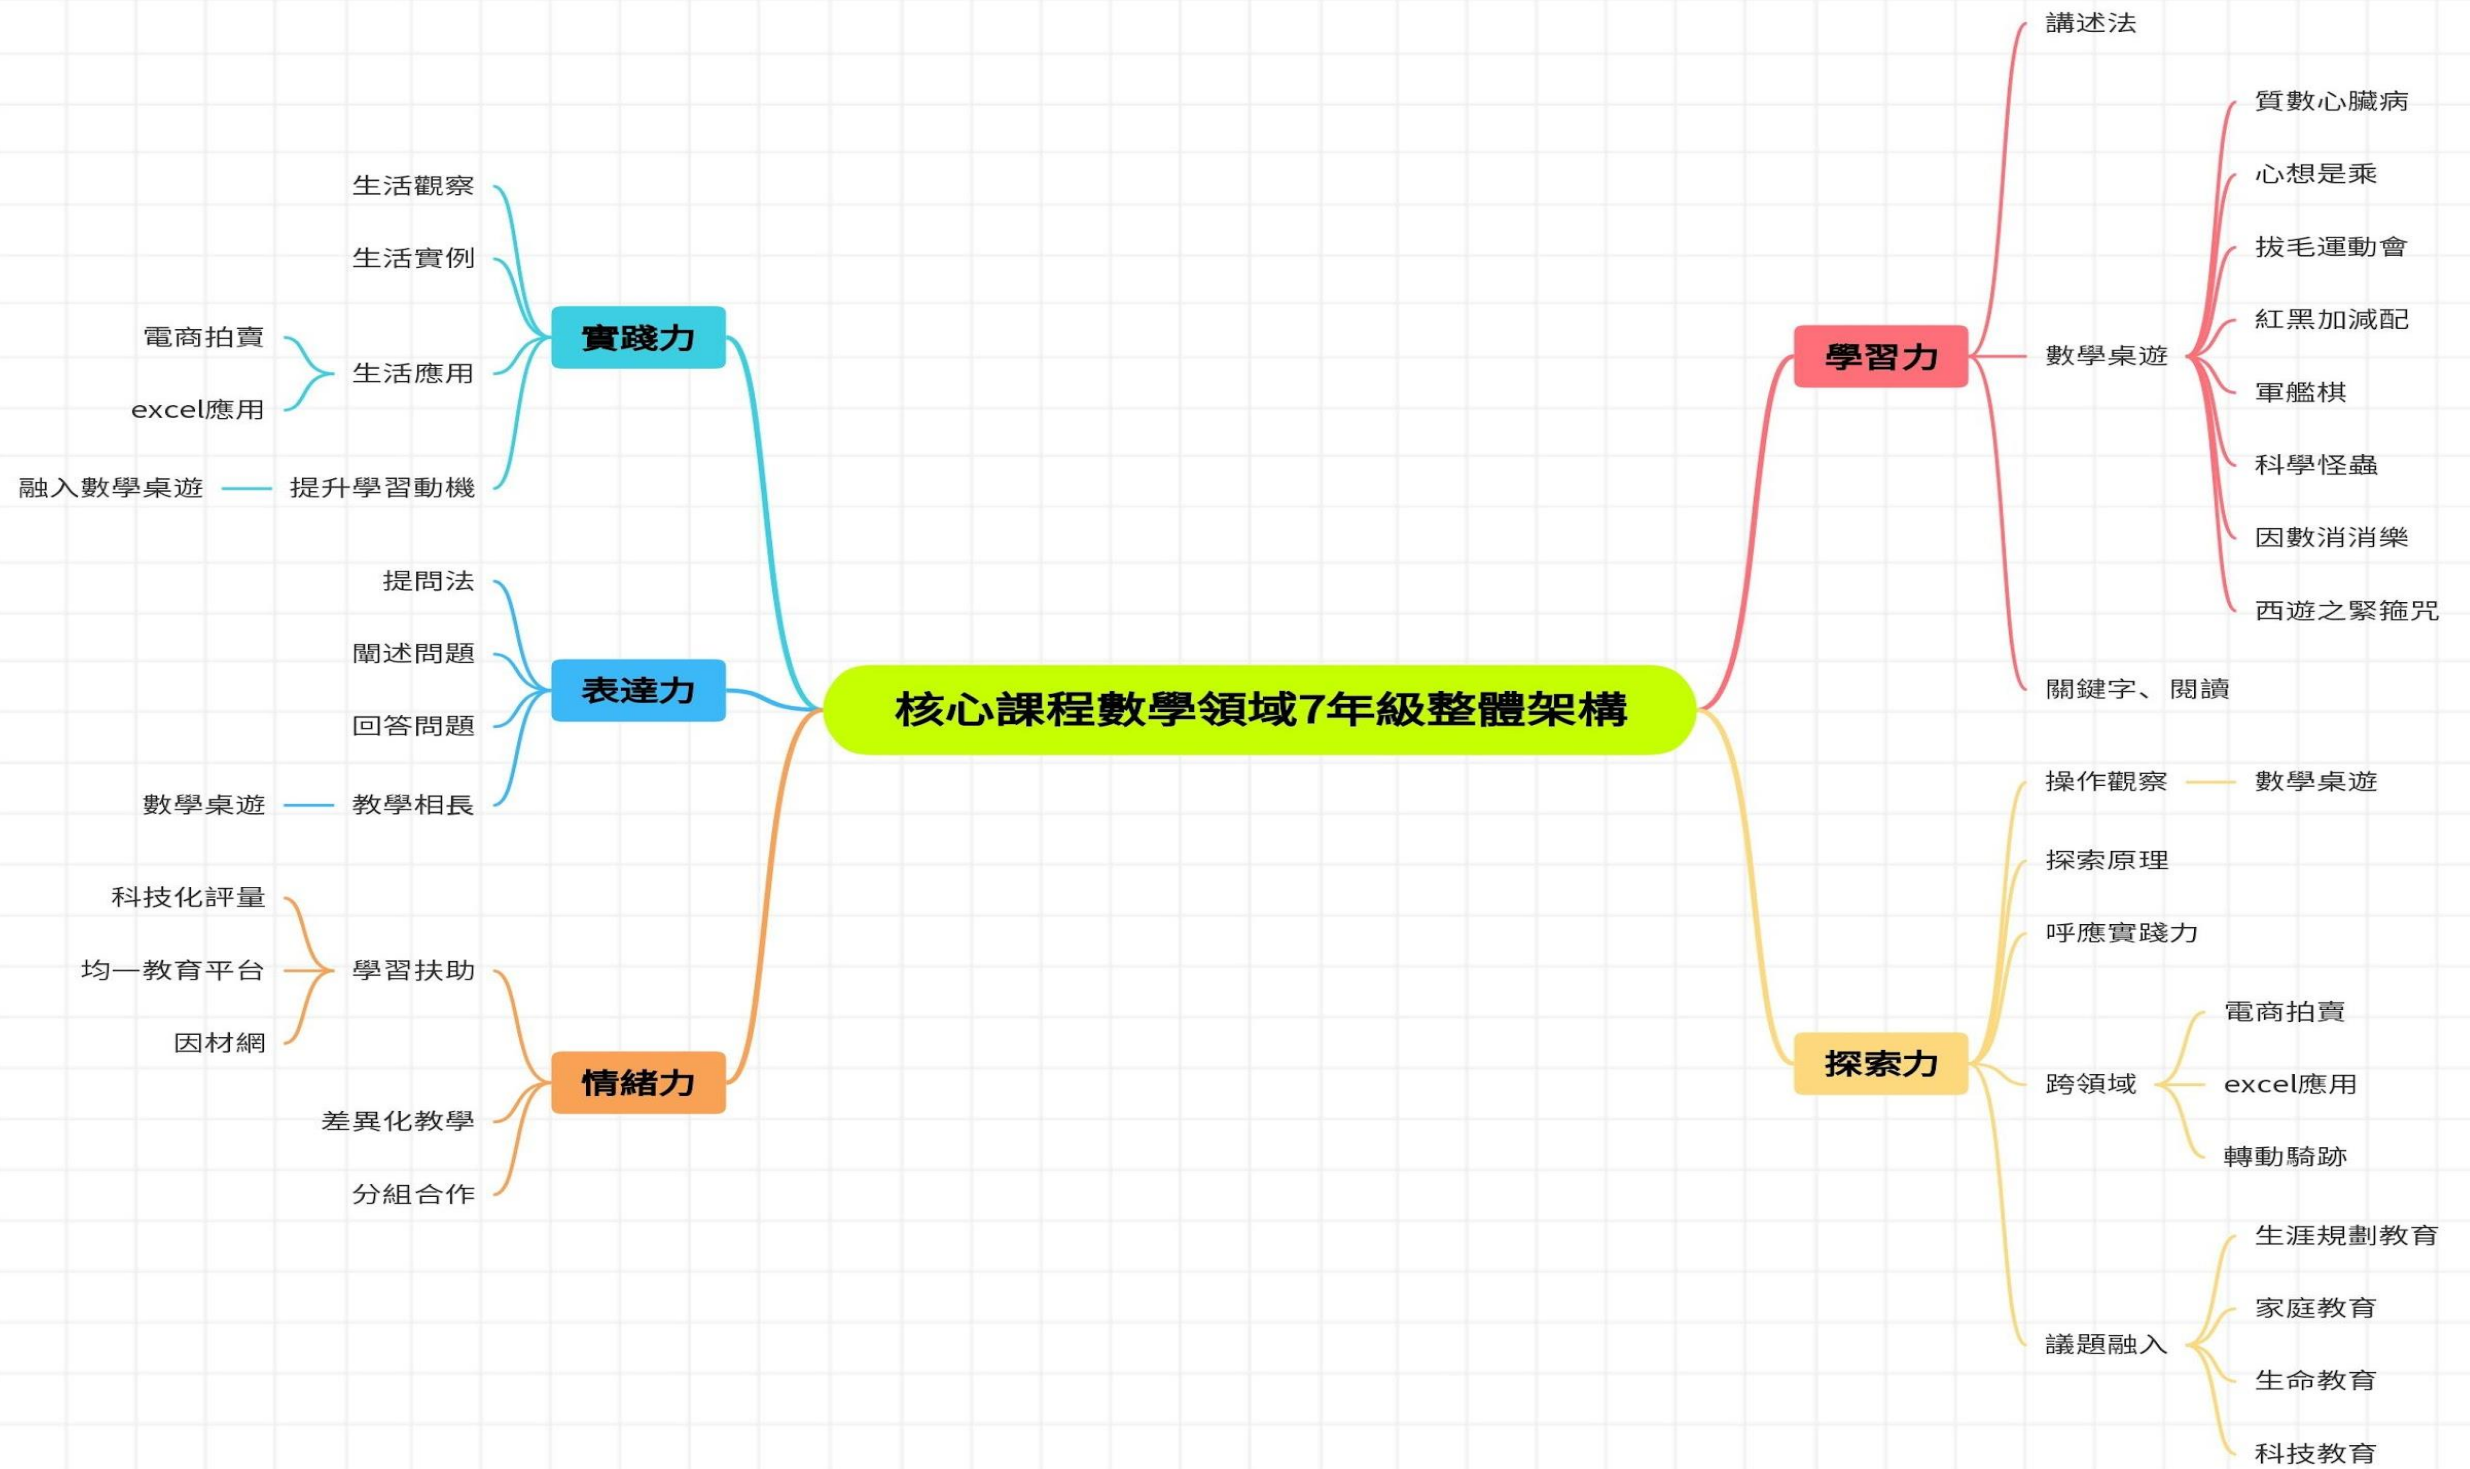 核心課程數學領域7年級整體架構
學習力
講述法
數學桌遊
質數心臟病
心想是乘
拔毛運動會
紅黑加減配
軍艦棋
科學怪蟲
因數消消樂
西遊之緊箍咒
關鍵字、閱讀
探索力
操作觀察
數學桌遊
探索原理
呼應實踐力
跨領域
電商拍賣
excel應用
轉動騎跡
議題融入
生涯規劃教育
家庭教育
生命教育
科技教育
實踐力
生活觀察
生活實例
生活應用
電商拍賣
excel應用
提升學習動機
融入數學桌遊
表達力
提問法
闡述問題
回答問題
教學相長
數學桌遊
情緒力
學習扶助
科技化評量
均一教育平台
因材網
差異化教學
分組合作